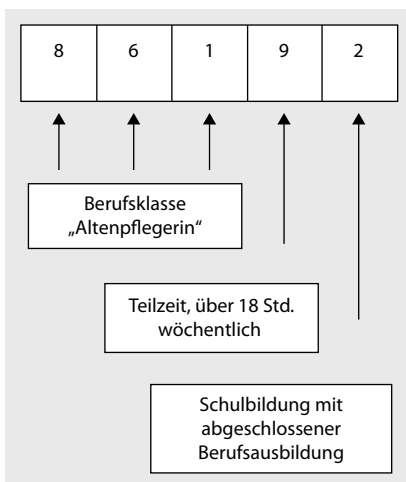 8 6 1 9 2
Berufsklasse
„Altenpflegerin“
Teilzeit, über 18 Std.
wöchentlich
Schulbildung mit
abgeschlossener
Berufsausbildung